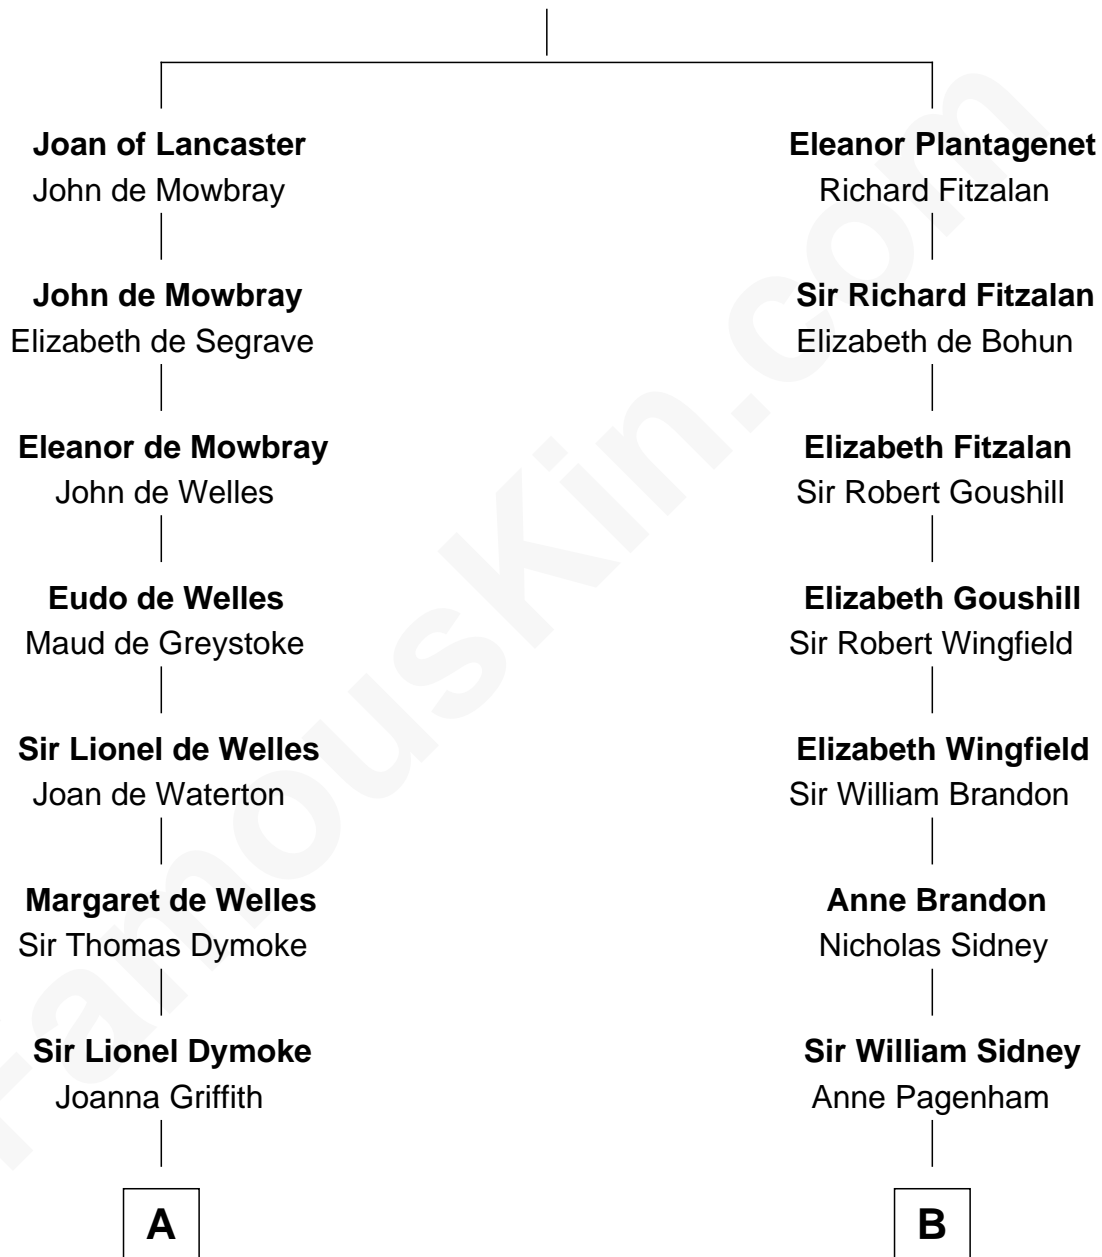 Joan of Lancaster
John de Mowbray
John de Mowbray
Elizabeth de Segrave
Eleanor de Mowbray
John de Welles
Eudo de Welles
Maud de Greystoke
Sir Lionel de Welles
Joan de Waterton
Margaret de Welles
Sir Thomas Dymoke
Sir Lionel Dymoke
Joanna Griffith
A
Eleanor Plantagenet
Richard Fitzalan
Sir Richard Fitzalan
Elizabeth de Bohun
Elizabeth Fitzalan
Sir Robert Goushill
Elizabeth Goushill
Sir Robert Wingfield
Elizabeth Wingfield
Sir William Brandon
Anne Brandon
Nicholas Sidney
Sir William Sidney
Anne Pagenham
B
FamousKin.com